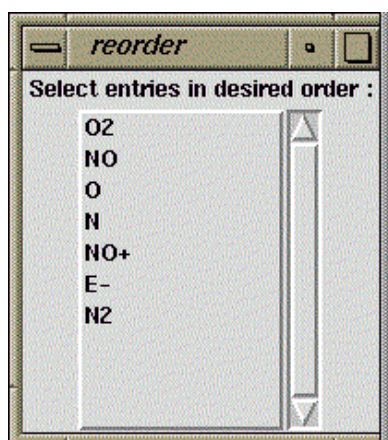 reorder
Select entries in desired order :
O2
NO
O
N
NO+
E-
N2